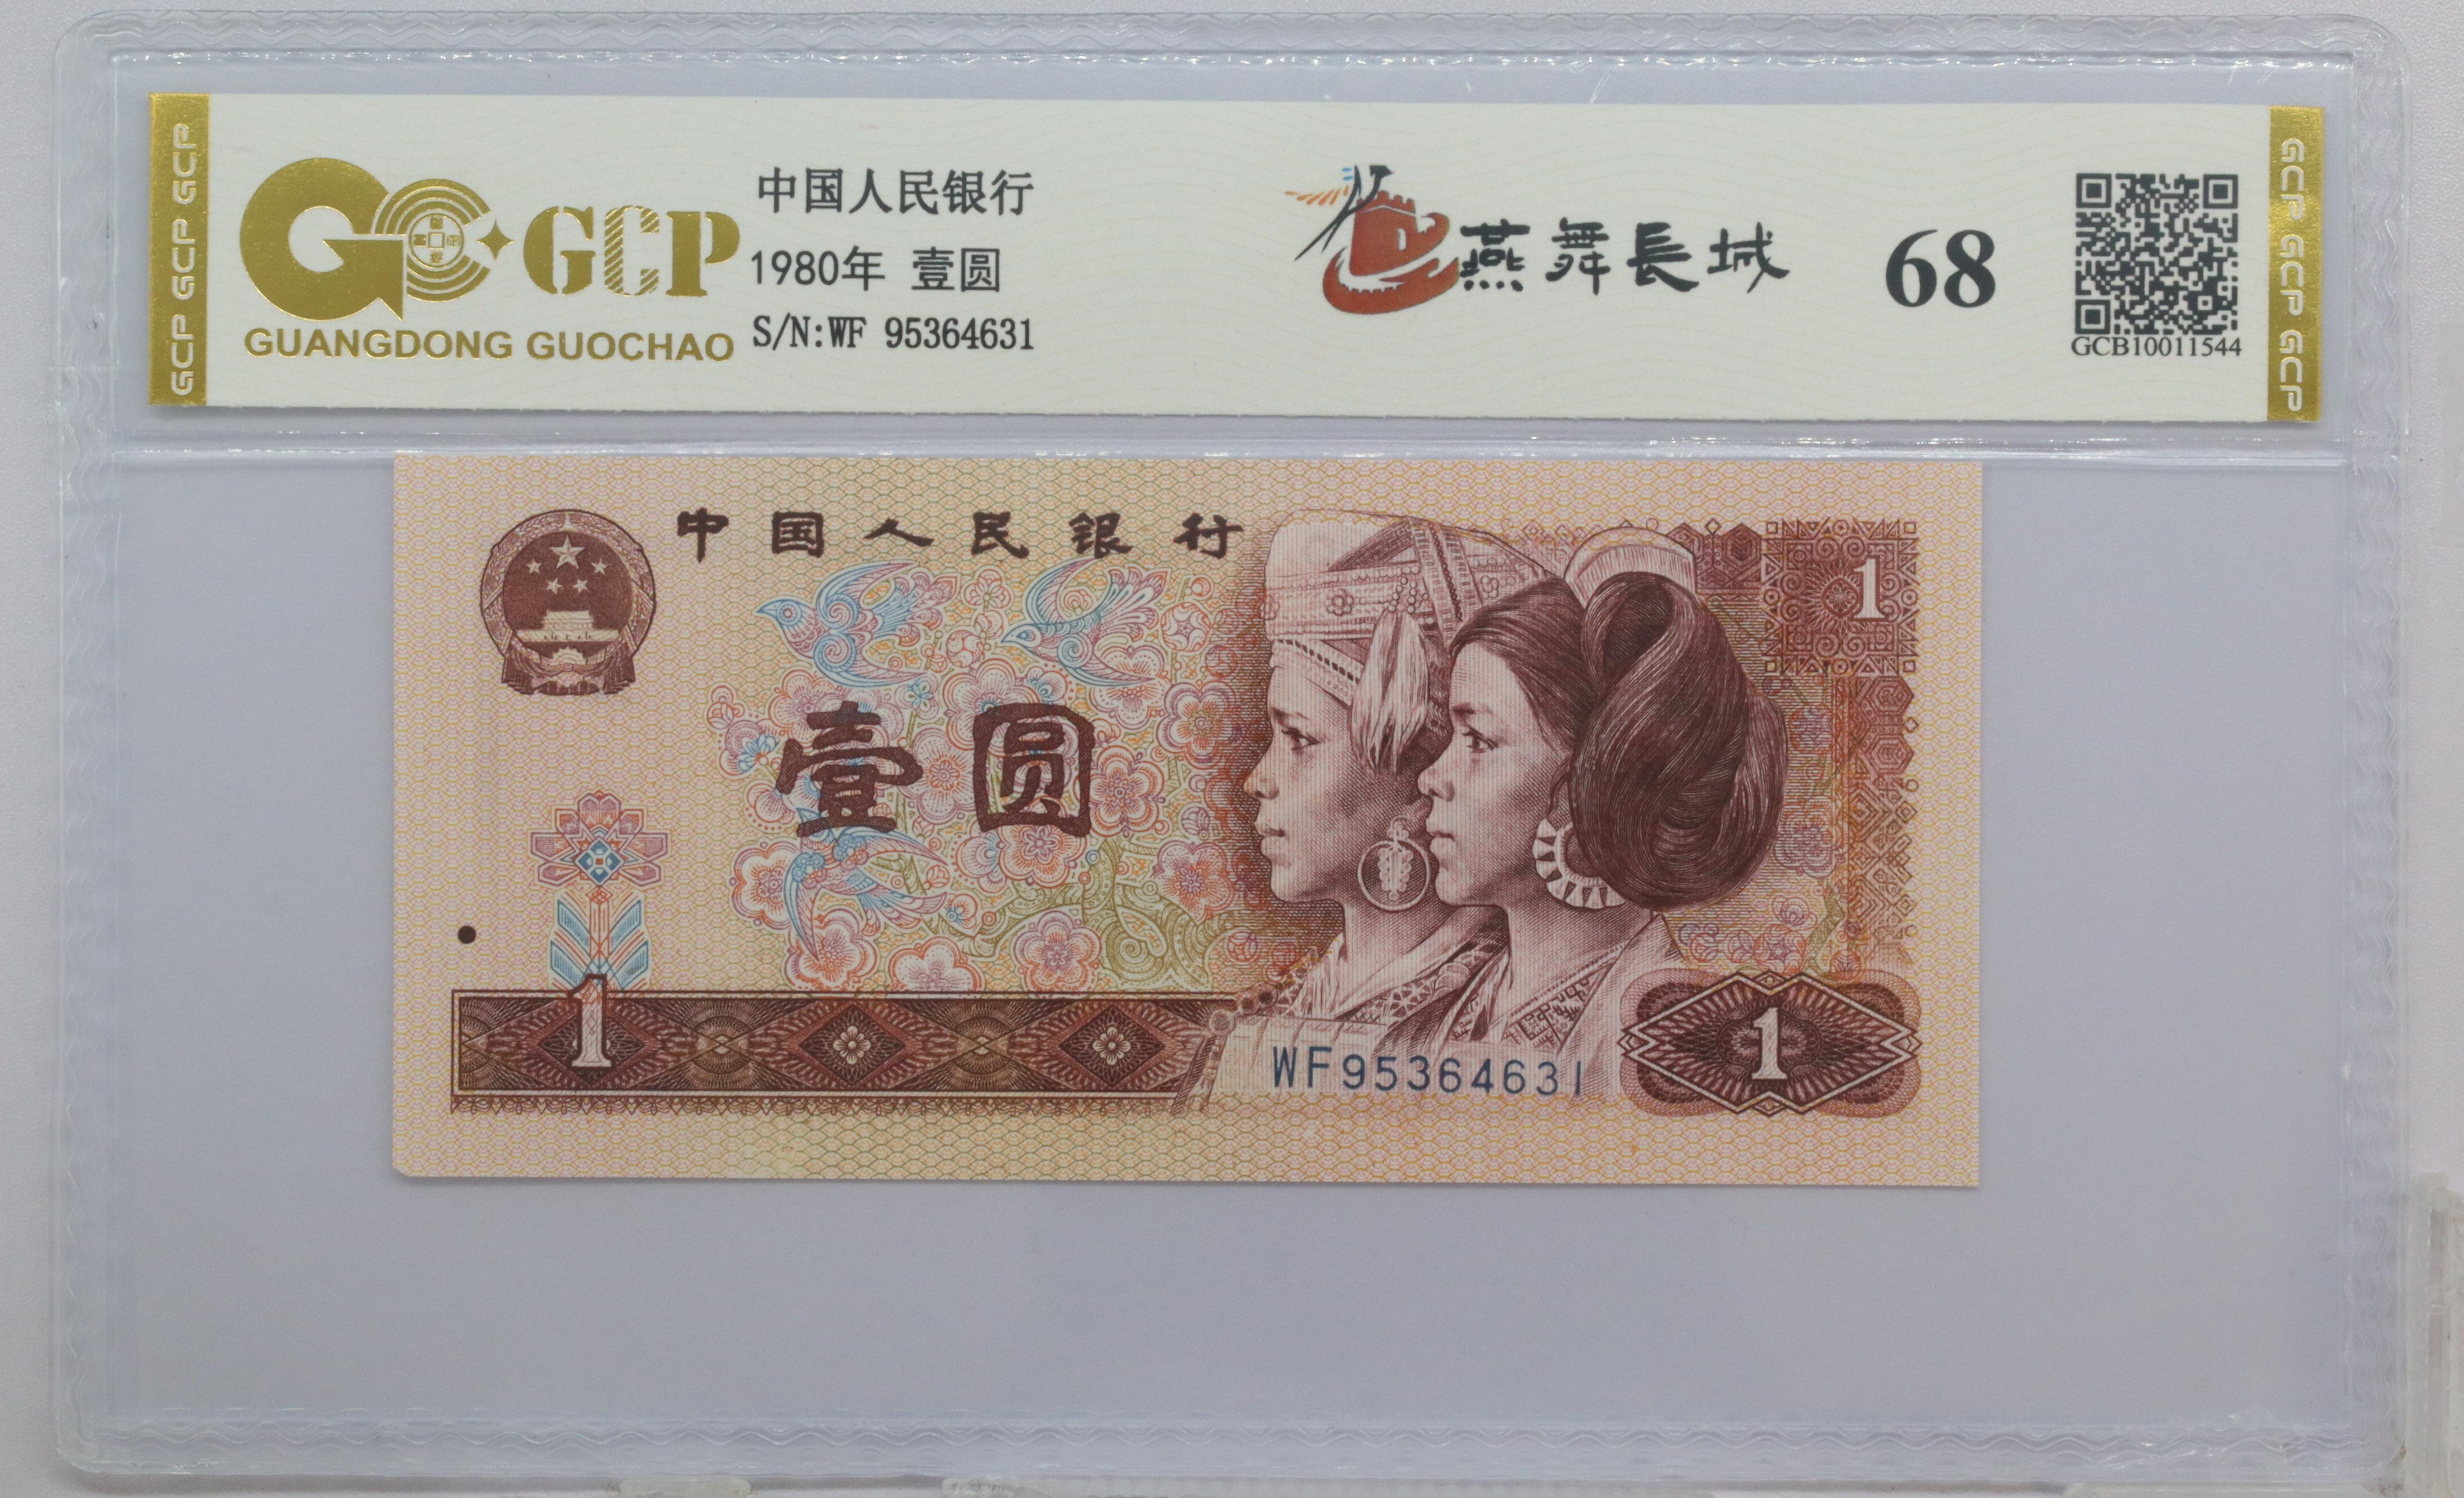 GCP GCP GCP
GCP
GUANGDONG GUOCHAO
中国人民银行
1980年 壹圆
S/N:WF 95364631
燕舞長城
68
GCB10011544
GCP GCP GCP
中国人民银行
1
壹圆
1
WF95364631
1